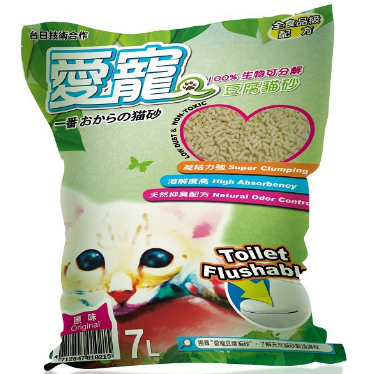 台日技術合作
全食品級
配方
愛寵
100% 生物可分解
豆腐貓砂
一番おからの猫砂
LOW DUST & NON-TOXIC
凝結力強 Super Clumping
溶解度高 High Absorbency
天然抑臭配方 Natural Odor Control
Toilet
Flushable
原味
Original
7L
4712847010215